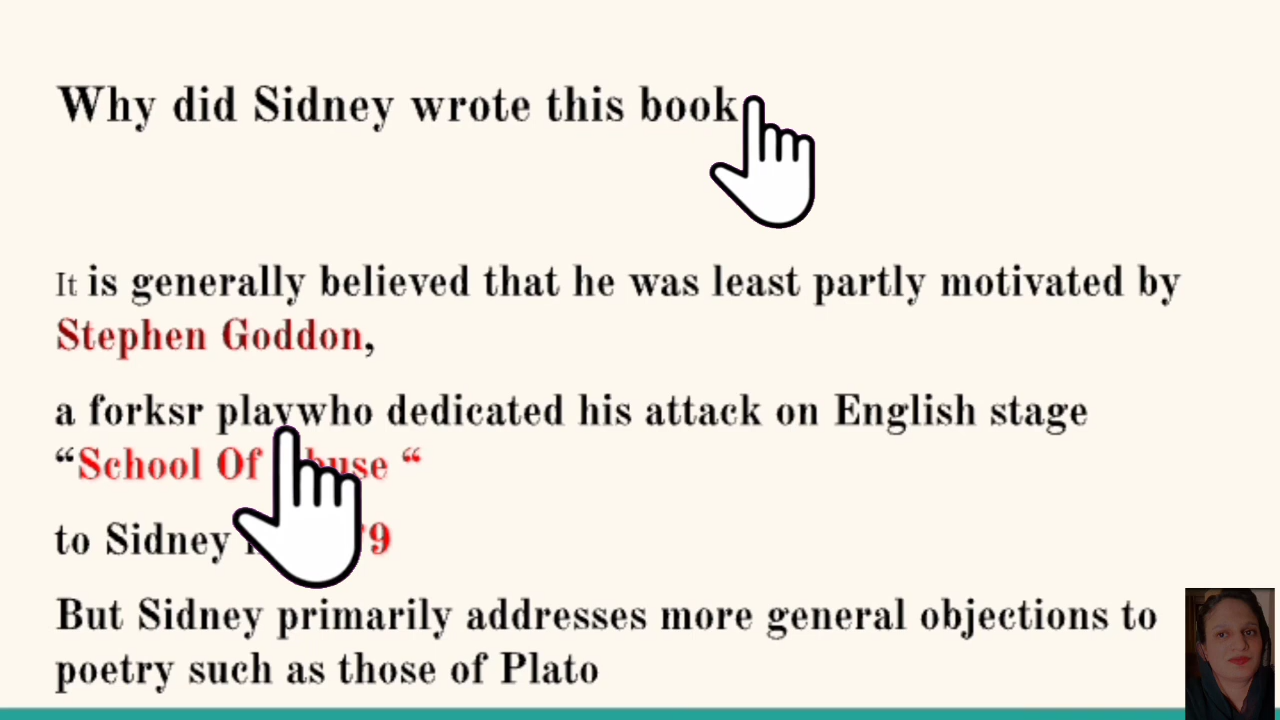 Why did Sidney wrote this book
It is generally believed that he was least partly motivated by
Stephen Goddon,
a forksr playwho dedicated his attack on English stage
“School Of “
to Sidney
But Sidney primarily addresses more general objections to
poetry such as those of Plato